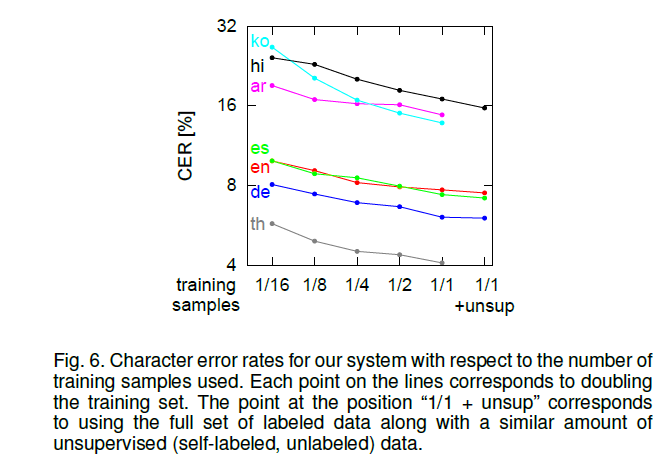 32
ko
hi
ar
16
CER [%]
es
en
8
de
th
4
training samples 1/16 1/8 1/4 1/2 1/1 1/1 +unsup
Fig. 6. Character error rates for our system with respect to the number of
training samples used. Each point on the lines corresponds to doubling
the training set. The point at the position “1/1 + unsup” corresponds
to using the full set of labeled data along with a similar amount of
unsupervised (self-labeled, unlabeled) data.